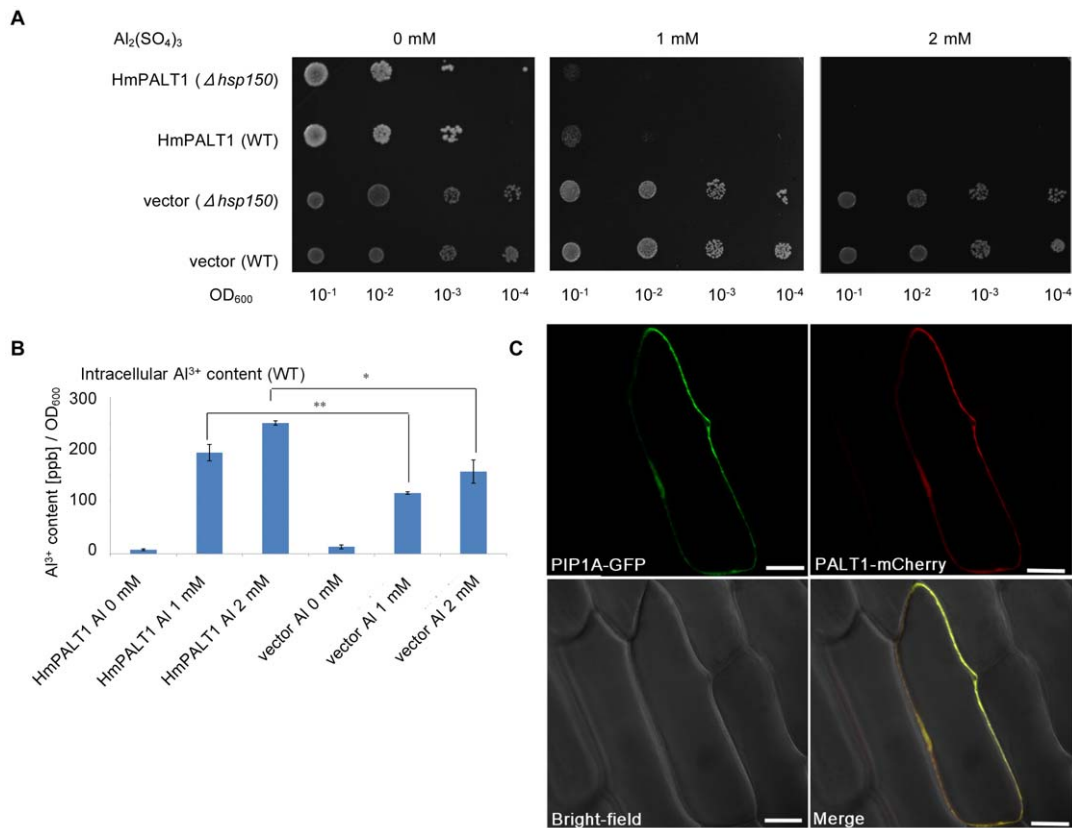 A
Al₂(SO₄)₃ 0 mM 1 mM 2 mM
HmPALT1 (Δhsp150)
HmPALT1 (WT)
vector (Δhsp150)
vector (WT)
OD₆₀₀ 10⁻¹ 10⁻² 10⁻³ 10⁻⁴ 10⁻¹ 10⁻² 10⁻³ 10⁻⁴ 10⁻¹ 10⁻² 10⁻³ 10⁻⁴
B
Intracellular Al³⁺ content (WT)
Al³⁺ content [ppb] / OD₆₀₀
300
200
100
0
**
*
HmPALT1 Al 0 mM
HmPALT1 Al 1 mM
HmPALT1 Al 2 mM
vector Al 0 mM
vector Al 1 mM
vector Al 2 mM
C
PIP1A-GFP
PALT1-mCherry
Bright-field
Merge